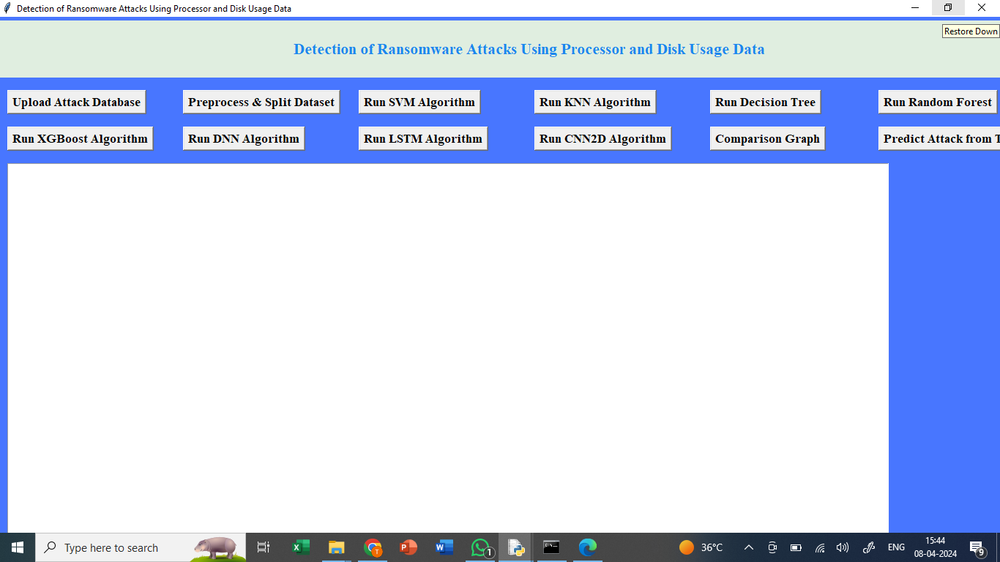 Detection of Ransomware Attacks Using Processor and Disk Usage Data
Restore Down
Detection of Ransomware Attacks Using Processor and Disk Usage Data
Upload Attack Database Preprocess & Split Dataset Run SVM Algorithm Run KNN Algorithm Run Decision Tree Run Random Forest
Run XGBoost Algorithm Run DNN Algorithm Run LSTM Algorithm Run CNN2D Algorithm Comparison Graph Predict Attack from T
Type here to search 1 36°C ENG 15:44
08-04-2024 9